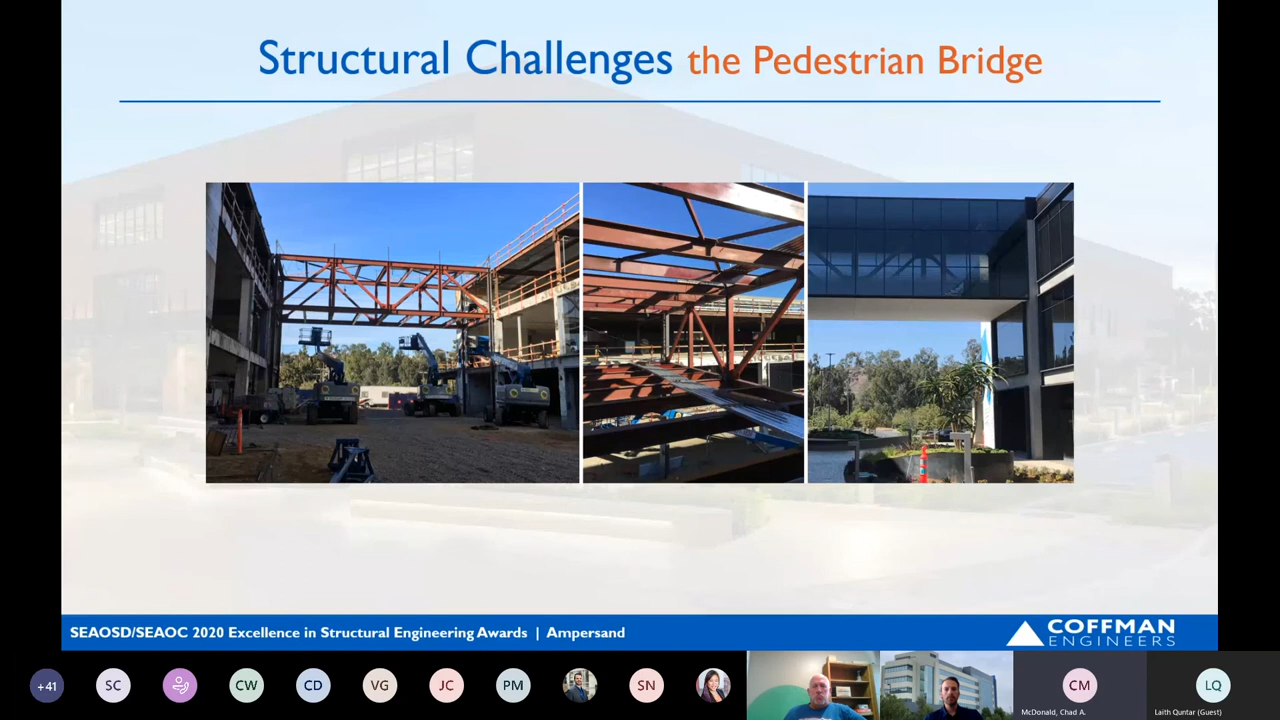 Structural Challenges the Pedestrian Bridge
SEAOSD/SEAOC 2020 Excellence in Structural Engineering Awards | Ampersand
COFFMAN
ENGINEERS
+41
SC
CW
CD
VG
JC
PM
SN
CM
McDonald, Chad A.
LQ
Laith Quntar (Guest)